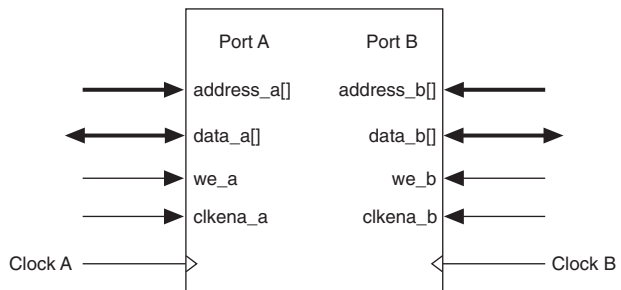 Port A Port B
address_a[] address_b[]
data_a[] data_b[]
we_a we_b
clkena_a clkena_b
Clock A Clock B